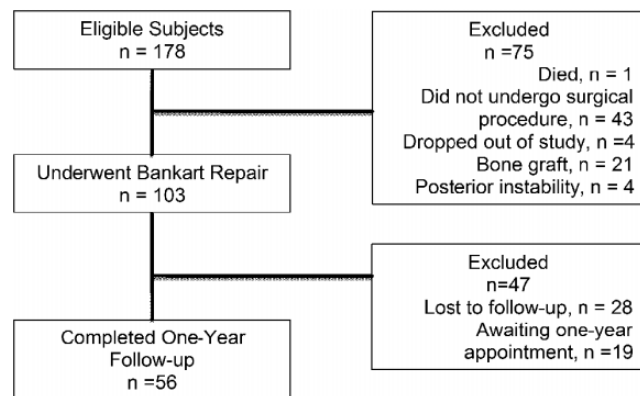 Eligible Subjects
n = 178
Excluded
n =75
Died, n = 1
Did not undergo surgical
procedure, n = 43
Dropped out of study, n =4
Bone graft, n = 21
Posterior instability, n = 4
Underwent Bankart Repair
n = 103
Excluded
n=47
Lost to follow-up, n = 28
Awaiting one-year
appointment, n =19
Completed One-Year
Follow-up
n =56